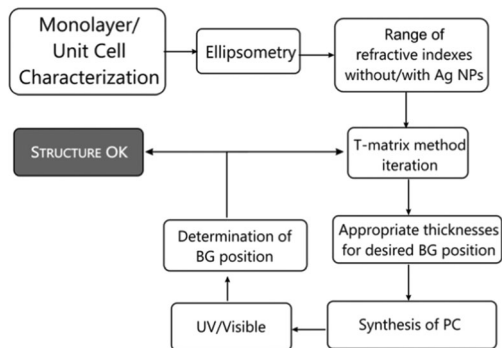 Monolayer/
Unit Cell
Characterization
Ellipsometry
Range of
refractive indexes
without/with Ag NPs
STRUCTURE OK
T-matrix method
iteration
Determination of
BG position
Appropriate thicknesses
for desired BG position
UV/Visible
Synthesis of PC